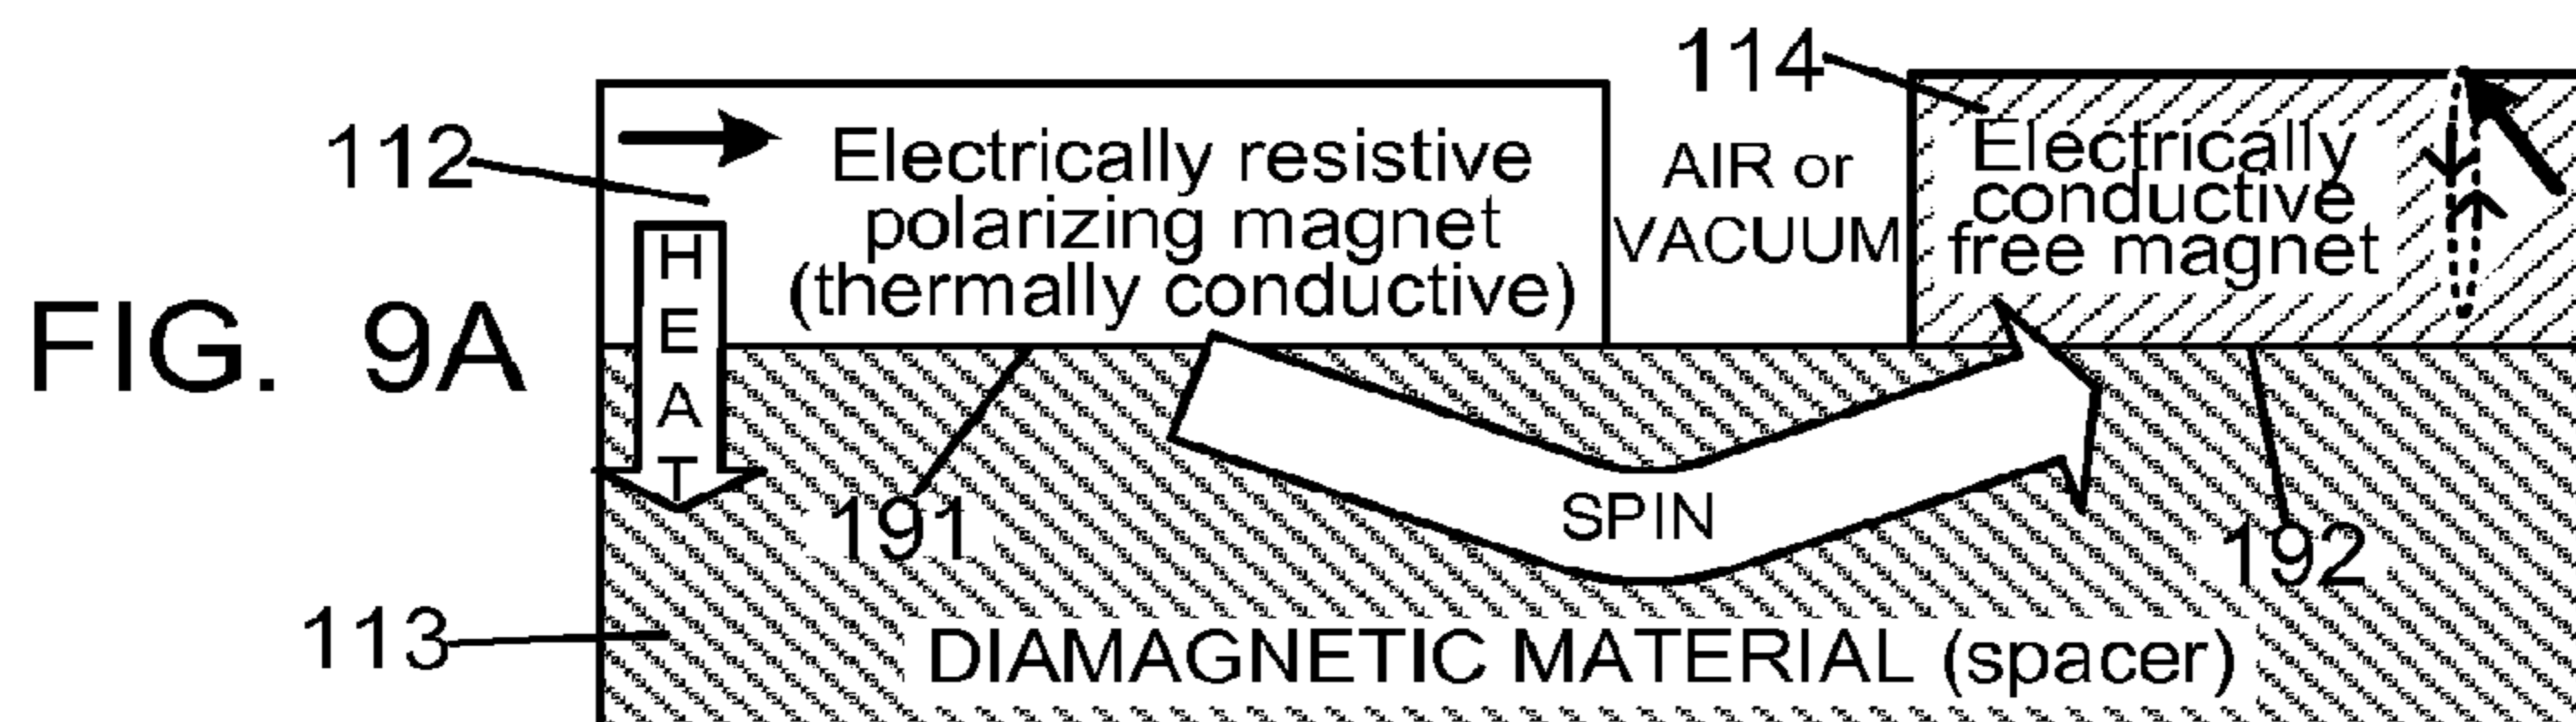 114
112
Electrically resistive
polarizing magnet
(thermally conductive)
AIR or
VACUUM
Electrically
conductive
free magnet
HEAT
FIG. 9A
191
SPIN
192
113
DIAMAGNETIC MATERIAL (spacer)